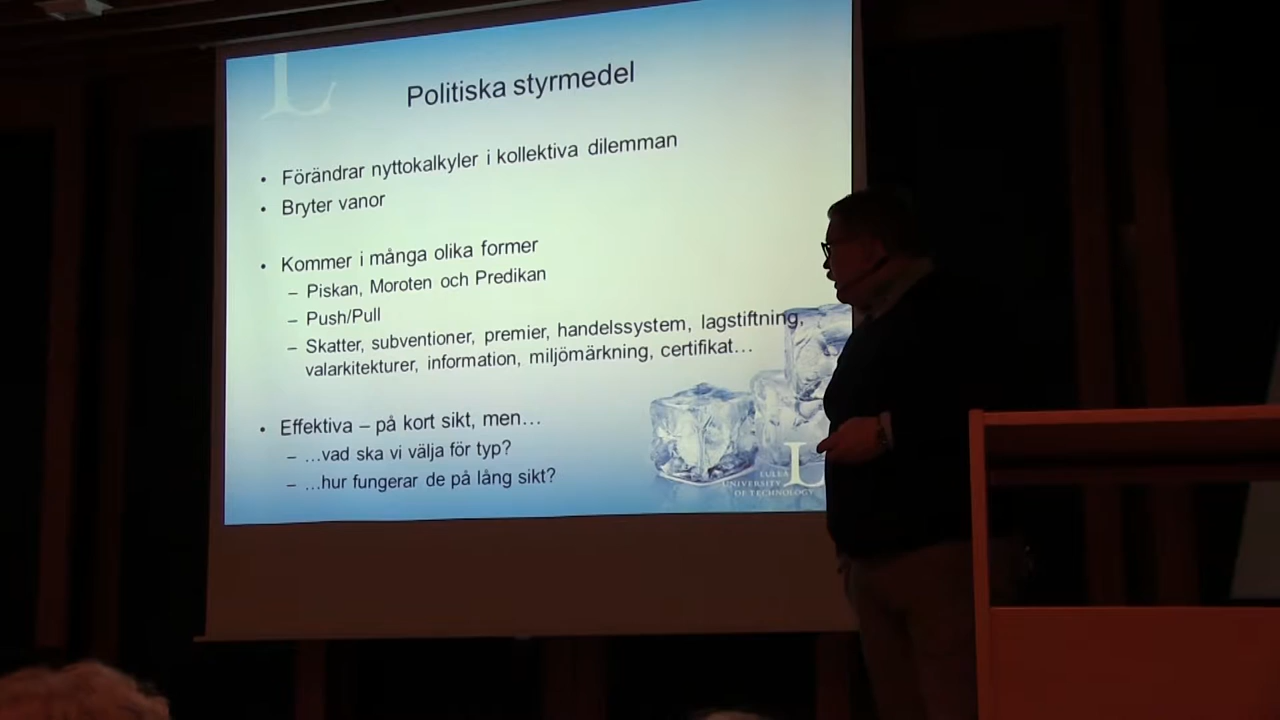 L
Politiska styrmedel
• Förändrar nyttokalkyler i kollektiva dilemman
• Bryter vanor
• Kommer i många olika former
– Piskan, Moroten och Predikan
– Push/Pull
– Skatter, subventioner, premier, handelssystem, lagstiftning,
valarkitekturer, information, miljömärkning, certifikat…
• Effektiva – på kort sikt, men…
– …vad ska vi välja för typ?
– …hur fungerar de på lång sikt?
L
LULEÅ
UNIVERSITY
OF TECHNOLOGY